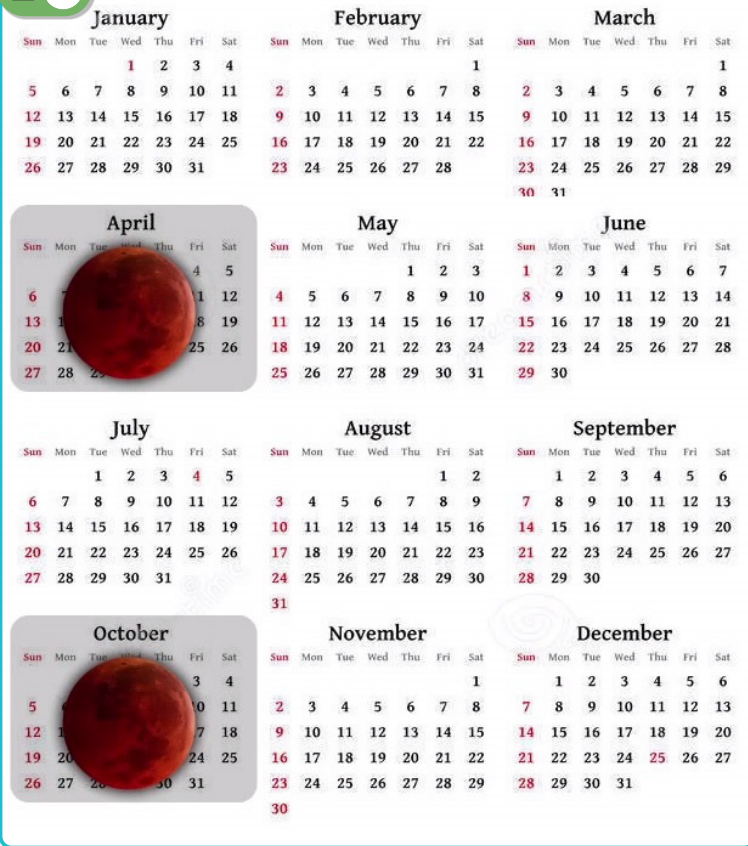 January February March
Sun Mon Tue Wed Thu Fri Sat Sun Mon Tue Wed Thu Fri Sat Sun Mon Tue Wed Thu Fri Sat
1 2 3 4 1 1
5 6 7 8 9 10 11 2 3 4 5 6 7 8 2 3 4 5 6 7 8
12 13 14 15 16 17 18 9 10 11 12 13 14 15 9 10 11 12 13 14 15
19 20 21 22 23 24 25 16 17 18 19 20 21 22 16 17 18 19 20 21 22
26 27 28 29 30 31 23 24 25 26 27 28 23 24 25 26 27 28 29
30 31
April May June
Sun Mon Tue Wed Thu Fri Sat Sun Mon Tue Wed Thu Fri Sat Sun Mon Tue Wed Thu Fri Sat
4 5 1 2 3 1 2 3 4 5 6 7
6 12 4 5 6 7 8 9 10 8 9 10 11 12 13 14
13 19 11 12 13 14 15 16 17 15 16 17 18 19 20 21
20 21 25 26 18 19 20 21 22 23 24 22 23 24 25 26 27 28
27 28 25 26 27 28 29 30 31 29 30
July August September
Sun Mon Tue Wed Thu Fri Sat Sun Mon Tue Wed Thu Fri Sat Sun Mon Tue Wed Thu Fri Sat
1 2 3 4 5 1 2 1 2 3 4 5 6
6 7 8 9 10 11 12 3 4 5 6 7 8 9 7 8 9 10 11 12 13
13 14 15 16 17 18 19 10 11 12 13 14 15 16 14 15 16 17 18 19 20
20 21 22 23 24 25 26 17 18 19 20 21 22 23 21 22 23 24 25 26 27
27 28 29 30 31 24 25 26 27 28 29 30 28 29 30
31
October November December
Sun Mon Tue Wed Thu Fri Sat Sun Mon Tue Wed Thu Fri Sat Sun Mon Tue Wed Thu Fri Sat
3 4 1 1 2 3 4 5 6
5 11 2 3 4 5 6 7 8 7 8 9 10 11 12 13
12 18 9 10 11 12 13 14 15 14 15 16 17 18 19 20
19 20 24 25 16 17 18 19 20 21 22 21 22 23 24 25 26 27
26 27 30 31 23 24 25 26 27 28 29 28 29 30 31
30